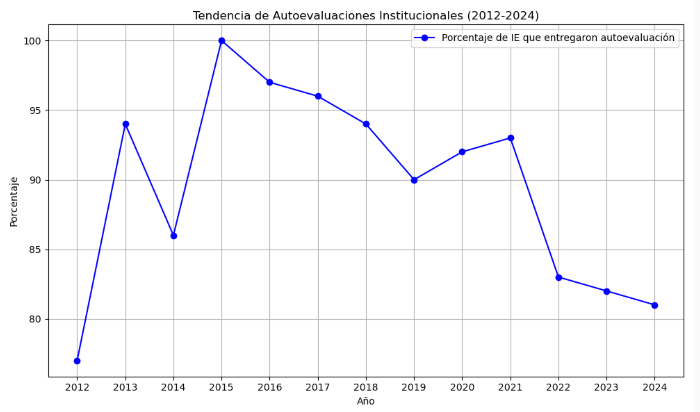 Tendencia de Autoevaluaciones Institucionales (2012-2024)
Porcentaje de IE que entregaron autoevaluación
100
95
90
85
80
Porcentaje
2012 2013 2014 2015 2016 2017 2018 2019 2020 2021 2022 2023 2024
Año